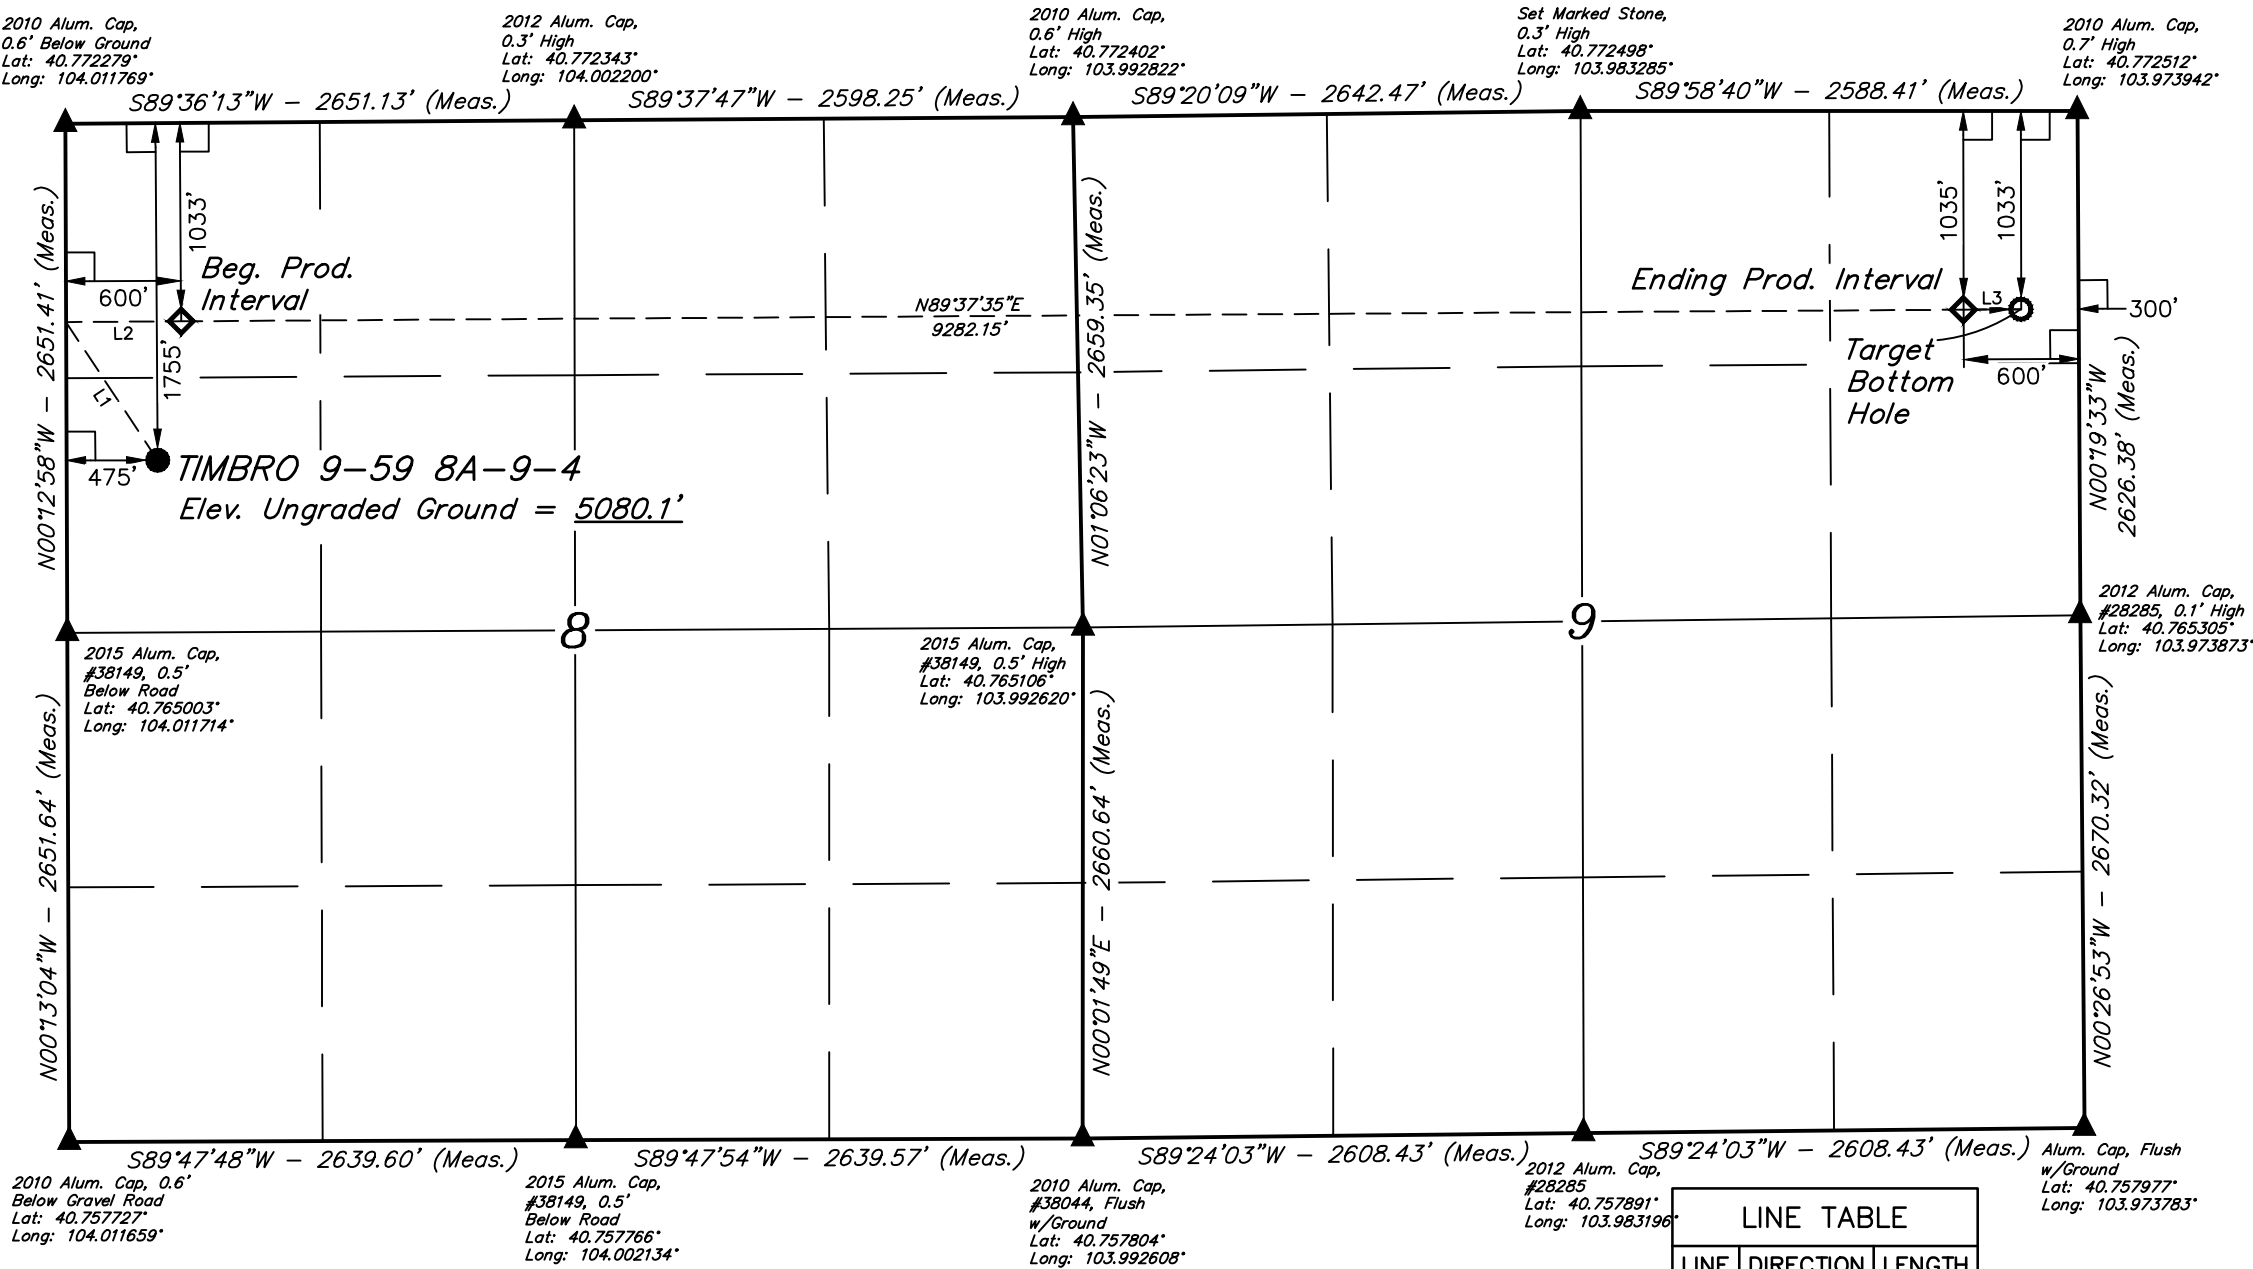 2010 Alum. Cap,
0.6' Below Ground
Lat: 40.772279°
Long: 104.011769°
2012 Alum. Cap,
0.3' High
Lat: 40.772343°
Long: 104.002200°
2010 Alum. Cap,
0.6' High
Lat: 40.772402°
Long: 103.992822°
Set Marked Stone,
0.3' High
Lat: 40.772498°
Long: 103.983285°
2010 Alum. Cap,
0.7' High
Lat: 40.772512°
Long: 103.973942°
S89°36'13"W - 2651.13' (Meas.)
S89°37'47"W - 2598.25' (Meas.)
S89°20'09"W - 2642.47' (Meas.)
S89°58'40"W - 2588.41' (Meas.)
N00°12'58"W - 2651.41' (Meas.)
1033'
1755'
600'
Beg. Prod.
Interval
L2
L1
475'
TIMBRO 9-59 8A-9-4
Elev. Ungraded Ground = 5080.1'
N89°37'35"E
9282.15'
N01°06'23"W - 2659.35' (Meas.)
1035'
1033'
Ending Prod. Interval
L3
300'
Target
Bottom
Hole
600'
N00°19'33"W
2626.38' (Meas.)
8
9
2015 Alum. Cap,
#38149, 0.5'
Below Road
Lat: 40.765003°
Long: 104.011714°
2015 Alum. Cap,
#38149, 0.5' High
Lat: 40.765106°
Long: 103.992620°
2012 Alum. Cap,
#28285, 0.1' High
Lat: 40.765305°
Long: 103.973873°
N00°13'04"W - 2651.64' (Meas.)
N00°01'49"E - 2660.64' (Meas.)
N00°26'53"W - 2670.32' (Meas.)
S89°47'48"W - 2639.60' (Meas.)
S89°47'54"W - 2639.57' (Meas.)
S89°24'03"W - 2608.43' (Meas.)
S89°24'03"W - 2608.43' (Meas.)
2010 Alum. Cap, 0.6'
Below Gravel Road
Lat: 40.757727°
Long: 104.011659°
2015 Alum. Cap,
#38149, 0.5'
Below Road
Lat: 40.757766°
Long: 104.002134°
2010 Alum. Cap,
#38044, Flush
w/Ground
Lat: 40.757804°
Long: 103.992608°
2012 Alum. Cap,
#28285
Lat: 40.757891°
Long: 103.983196°
Alum. Cap, Flush
w/Ground
Lat: 40.757977°
Long: 103.973783°
LINE TABLE
LINE DIRECTION LENGTH